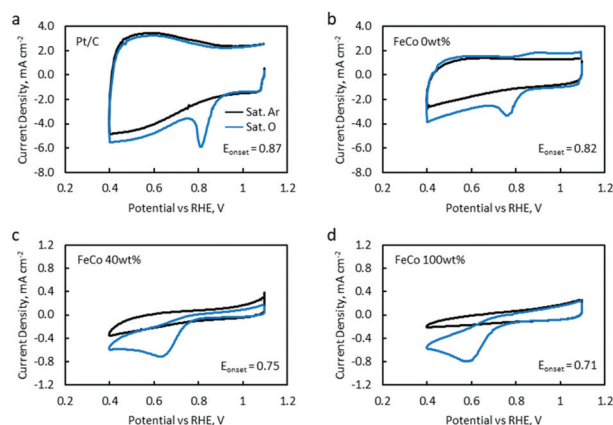 a
Pt/C
4.0
2.0
0.0
-2.0
-4.0
-6.0
-8.0
Current Density, mA cm⁻²
Sat. Ar
Sat. O
Eonset = 0.87
0.2 0.4 0.6 0.8 1 1.2
Potential vs RHE, V
b
FeCo 0wt%
4.0
2.0
0.0
-2.0
-4.0
-6.0
-8.0
Current Density, mA cm⁻²
Eonset = 0.82
0.2 0.4 0.6 0.8 1 1.2
Potential vs RHE, V
c
FeCo 40wt%
1.2
0.8
0.4
0.0
-0.4
-0.8
-1.2
Current Density, mA cm⁻²
Eonset = 0.75
0.2 0.4 0.6 0.8 1 1.2
Potential vs RHE, V
d
FeCo 100wt%
1.2
0.8
0.4
0.0
-0.4
-0.8
-1.2
Current Density, mA cm⁻²
Eonset = 0.71
0.2 0.4 0.6 0.8 1 1.2
Potential vs RHE, V